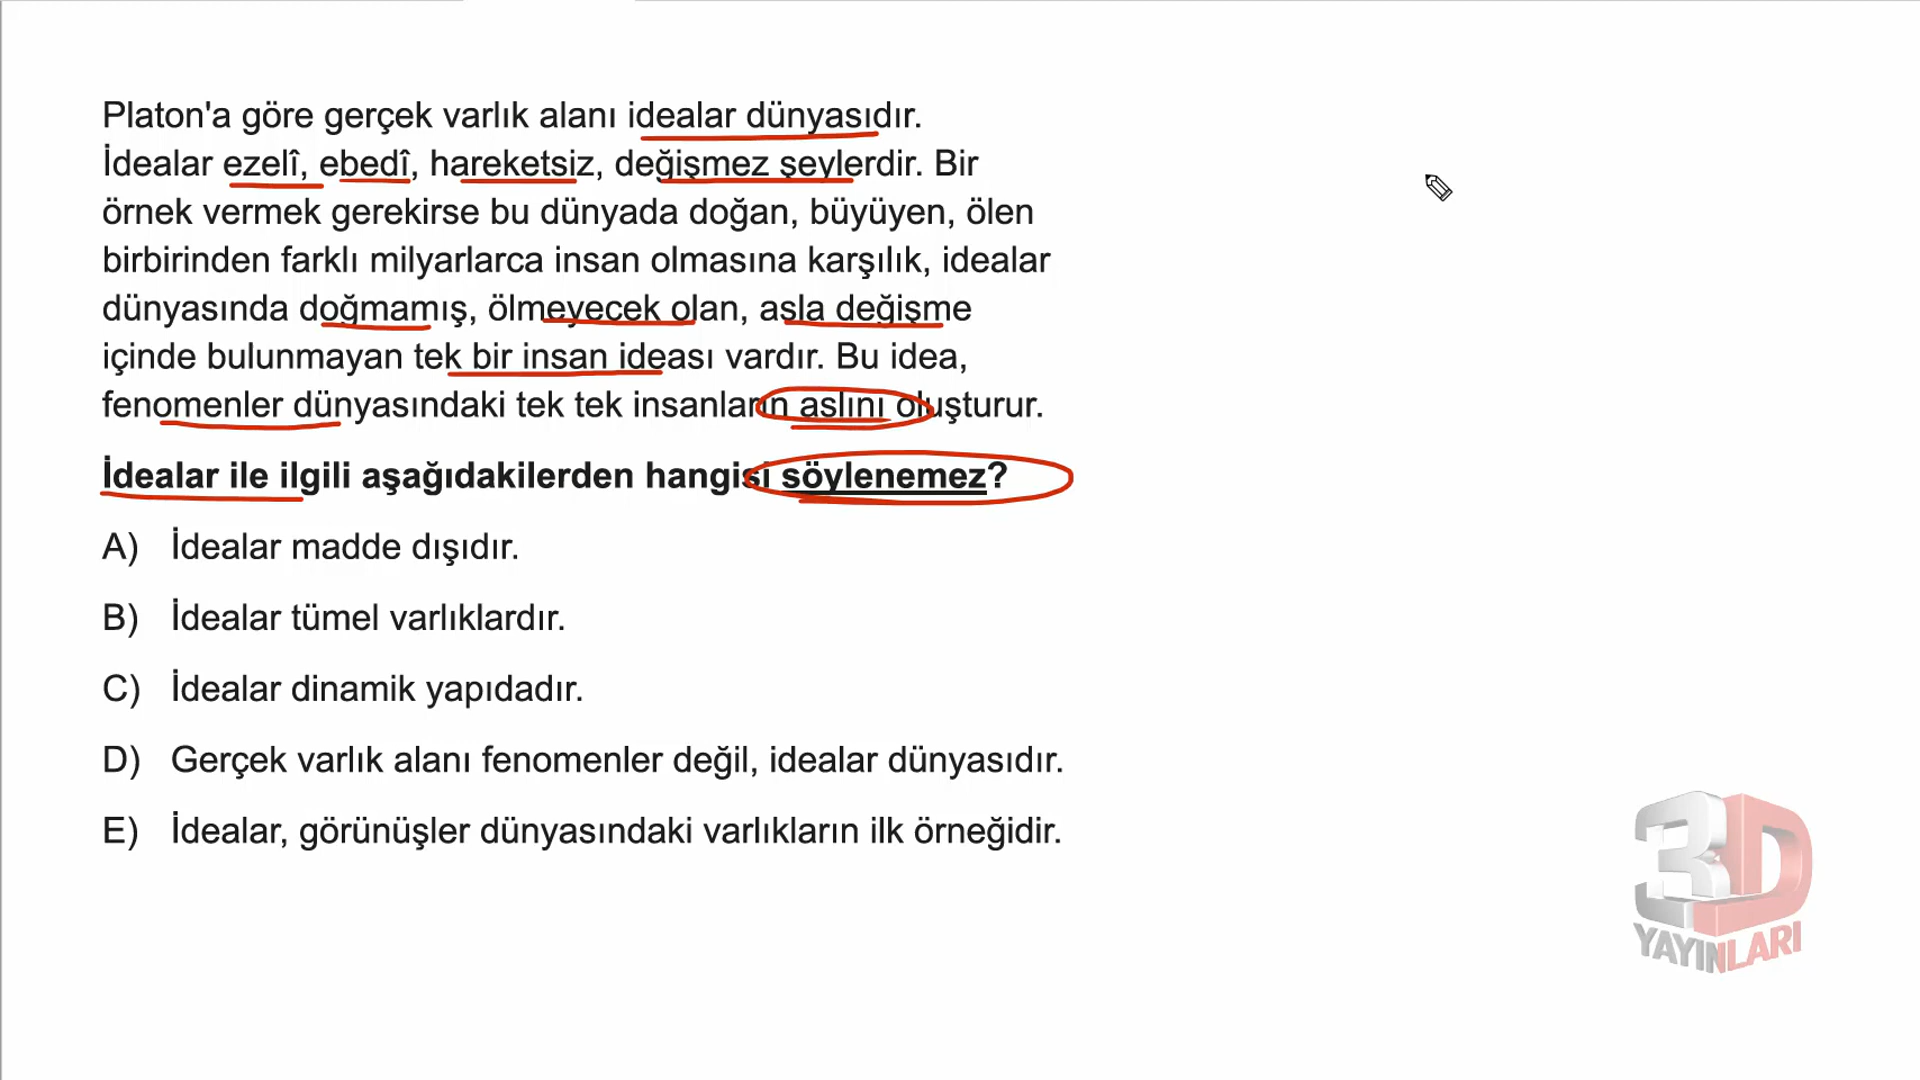 Platon'a göre gerçek varlık alanı idealar dünyasıdır.
İdealar ezelî, ebedî, hareketsiz, değişmez şeylerdir. Bir
örnek vermek gerekirse bu dünyada doğan, büyüyen, ölen
birbirinden farklı milyarlarca insan olmasına karşılık, idealar
dünyasında doğmamış, ölmeyecek olan, asla değişme
içinde bulunmayan tek bir insan ideası vardır. Bu idea,
fenomenler dünyasındaki tek tek insanların aslını oluşturur.
İdealar ile ilgili aşağıdakilerden hangisi söylenemez?
A) İdealar madde dışıdır.
B) İdealar tümel varlıklardır.
C) İdealar dinamik yapıdadır.
D) Gerçek varlık alanı fenomenler değil, idealar dünyasıdır.
E) İdealar, görünüşler dünyasındaki varlıkların ilk örneğidir.
3D
YAYINLARI